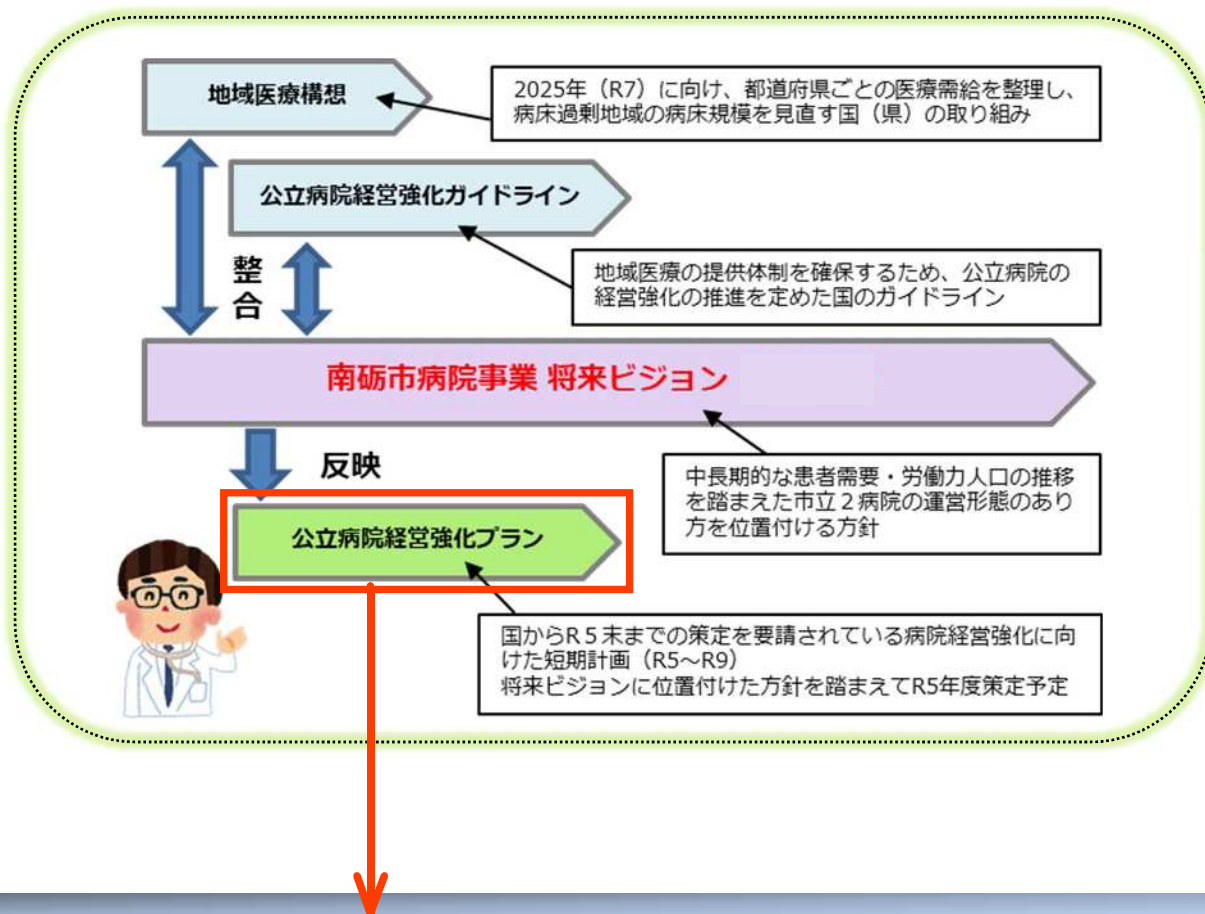 地域医療構想
2025年（R7）に向け、都道府県ごとの医療需給を整理し、
病床過剰地域の病床規模を見直す国（県）の取り組み
公立病院経営強化ガイドライン
整
合
地域医療の提供体制を確保するため、公立病院の
経営強化の推進を定めた国のガイドライン
南砺市病院事業 将来ビジョン
反映
中長期的な患者需要・労働力人口の推移
を踏まえた市立２病院の運営形態のあり
方を位置付ける方針
公立病院経営強化プラン
国からR５末までの策定を要請されている病院経営強化に向
けた短期計画（R5～R9）
将来ビジョンに位置付けた方針を踏まえてR5年度策定予定